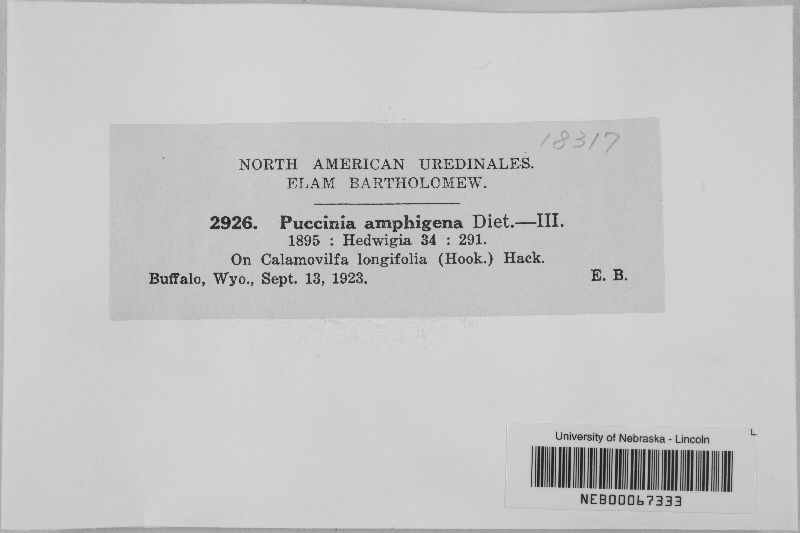 18317
NORTH AMERICAN UREDINALES.
ELAM BARTHOLOMEW.
2926. Puccinia amphigena Diet.—III.
1895 : Hedwigia 34 : 291.
On Calamovilfa longifolia (Hook.) Hack.
Buffalo, Wyo., Sept. 13, 1923. E. B.
University of Nebraska - Lincoln
NEB00067333